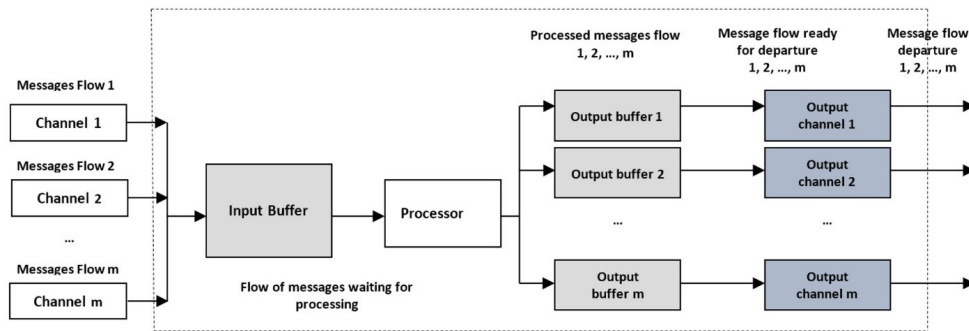 Processed messages flow
1, 2, ..., m
Message flow ready
for departure
1, 2, ..., m
Message flow
departure
1, 2, ..., m
Messages Flow 1
Channel 1
Messages Flow 2
Channel 2
...
Messages Flow m
Channel m
Input Buffer
Flow of messages waiting for
processing
Processor
Output buffer 1
Output buffer 2
...
Output
buffer m
Output
channel 1
Output
channel 2
...
Output
channel m